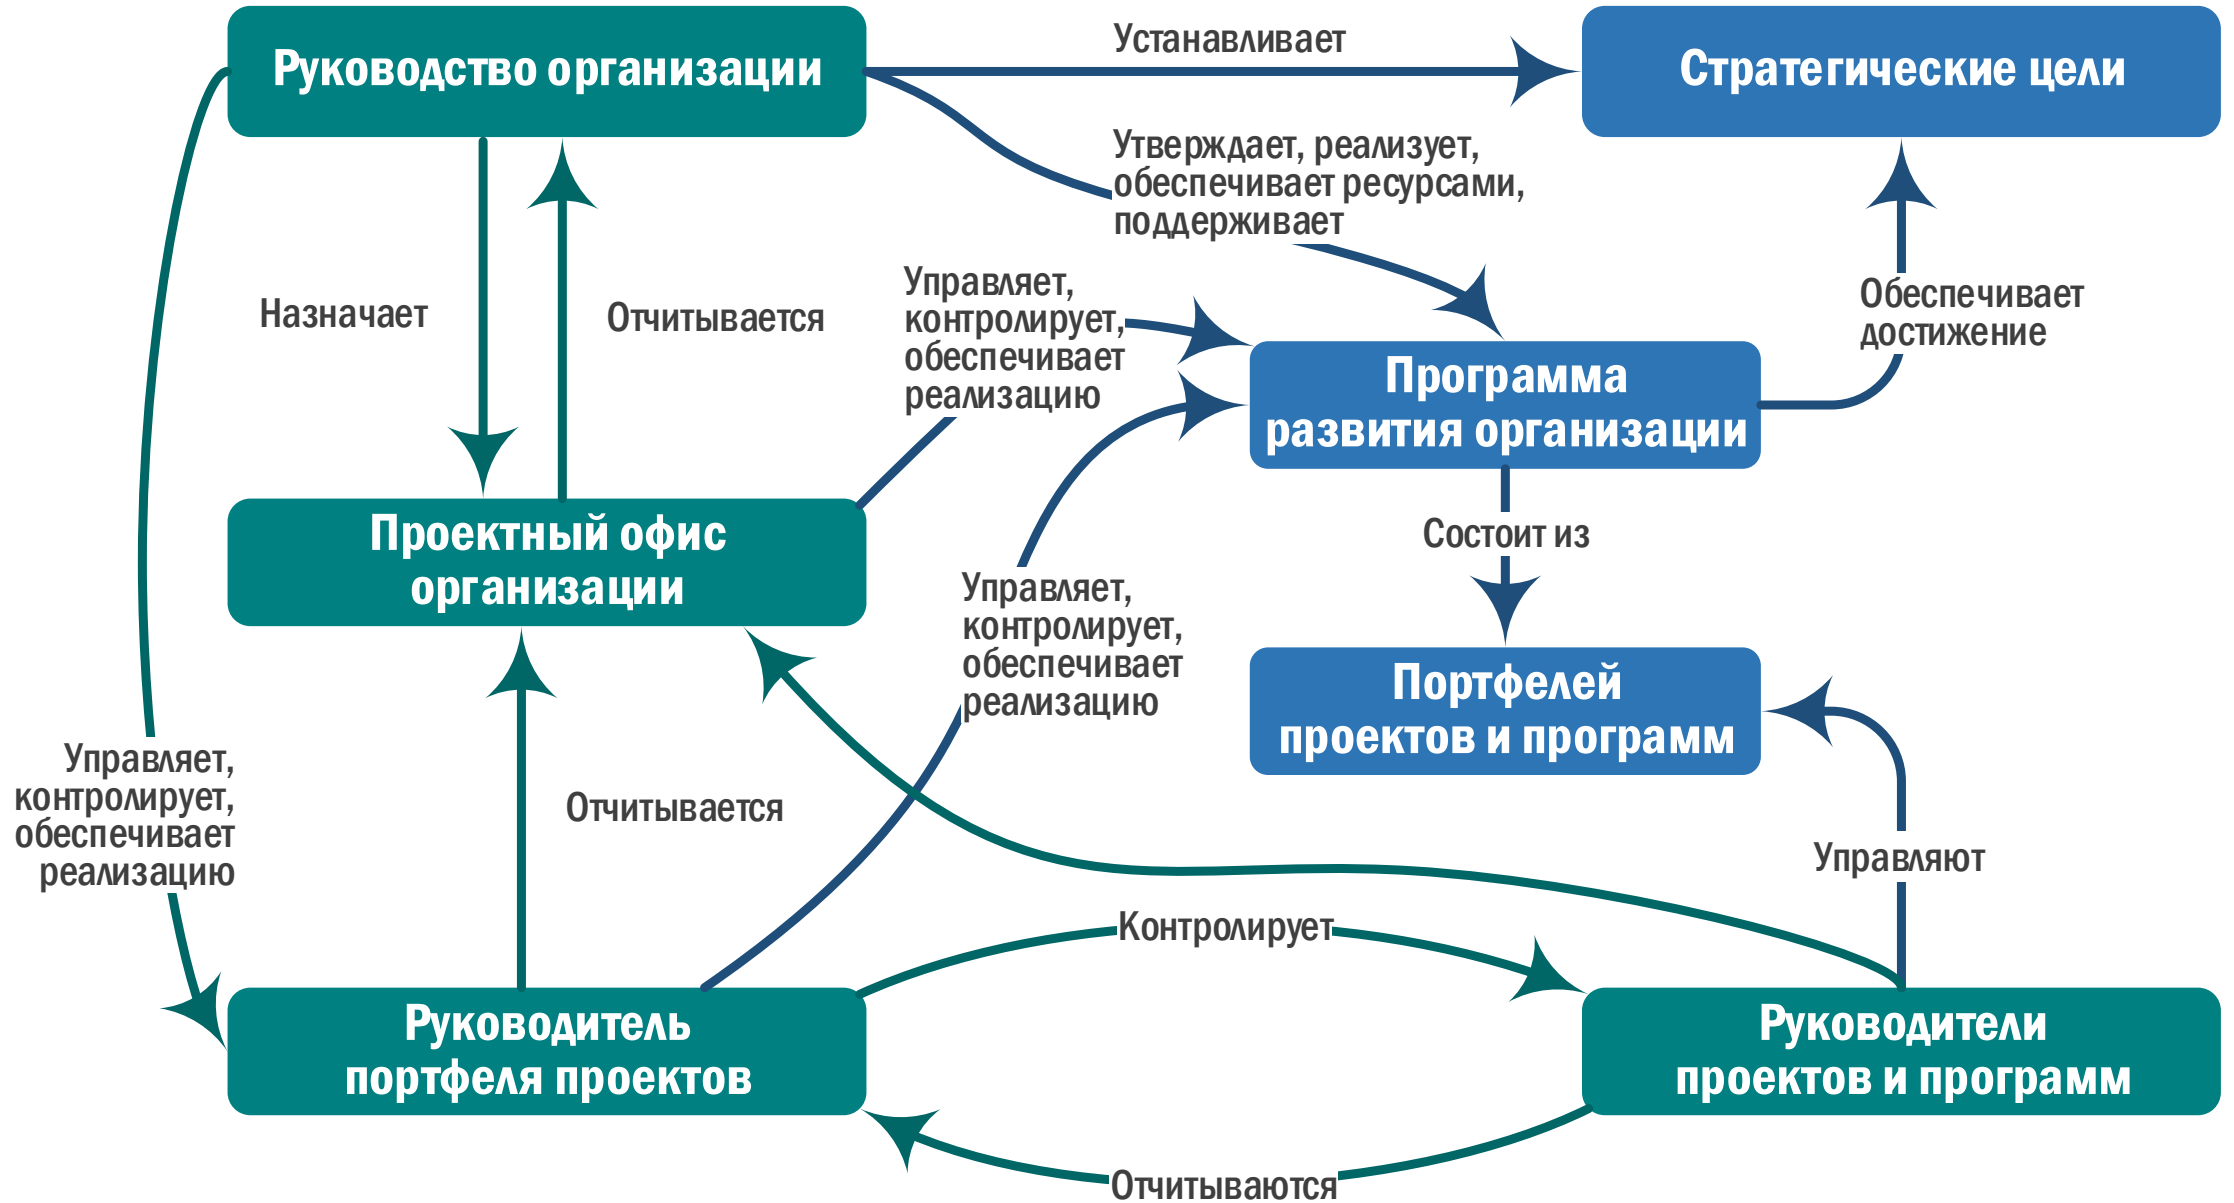 Руководство организации
Устанавливает
Стратегические цели
Утверждает, реализует,
обеспечивает ресурсами,
поддерживает
Назначает
Отчитывается
Управляет,
контролирует,
обеспечивает
реализацию
Обеспечивает
достижение
Программа
развития организации
Проектный офис
организации
Состоит из
Управляет,
контролирует,
обеспечивает
реализацию
Портфелей
проектов и программ
Управляет,
контролирует,
обеспечивает
реализацию
Отчитывается
Управляют
Контролирует
Руководитель
портфеля проектов
Руководители
проектов и программ
Отчитываются